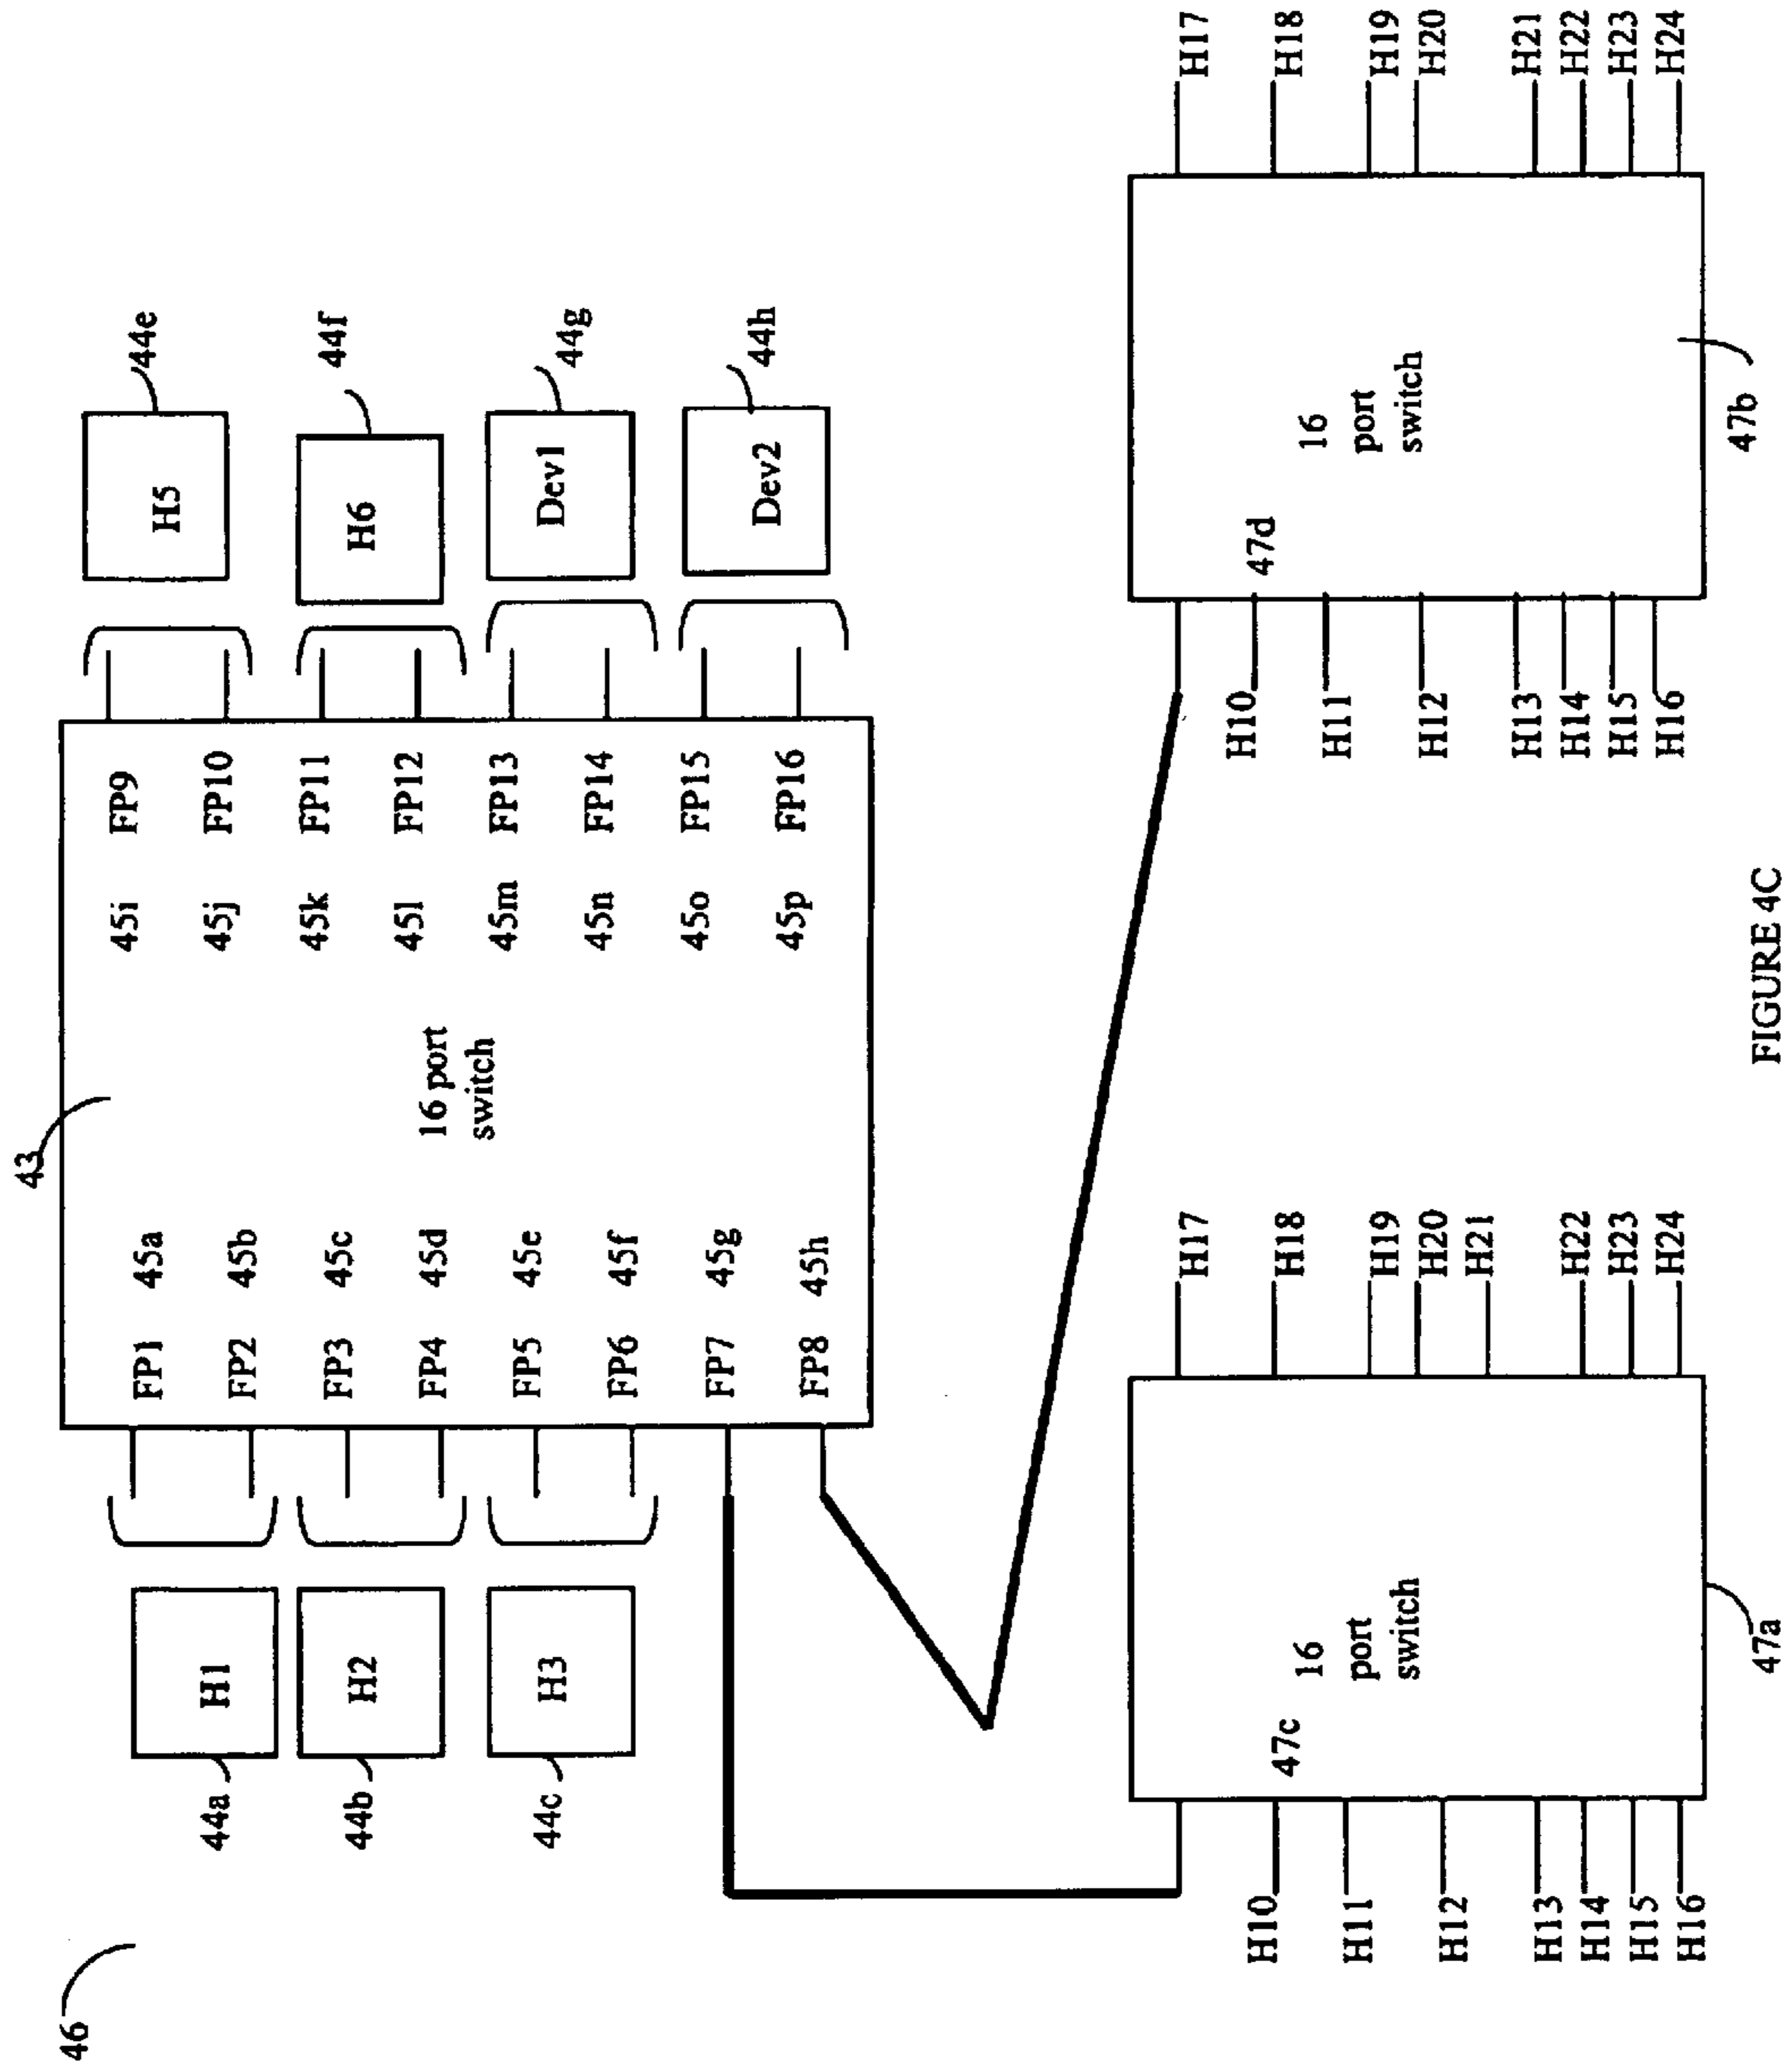 46
43
44a
H1
44b
H2
44c
H3
FP1 45a
FP2 45b
FP3 45c
FP4 45d
FP5 45e
FP6 45f
FP7 45g
FP8 45h
16 port
switch
45i FP9
45j FP10
45k FP11
45l FP12
45m FP13
45n FP14
45o FP15
45p FP16
H5
44e
H6
44f
Dev1
44g
Dev2
44h
H10
H11
H12
H13
H14
H15
H16
47c
16
port
switch
47a
H17
H18
H19
H20
H21
H22
H23
H24
H10
H11
H12
H13
H14
H15
H16
47d
16
port
switch
47b
H17
H18
H19
H20
H21
H22
H23
H24
FIGURE 4C